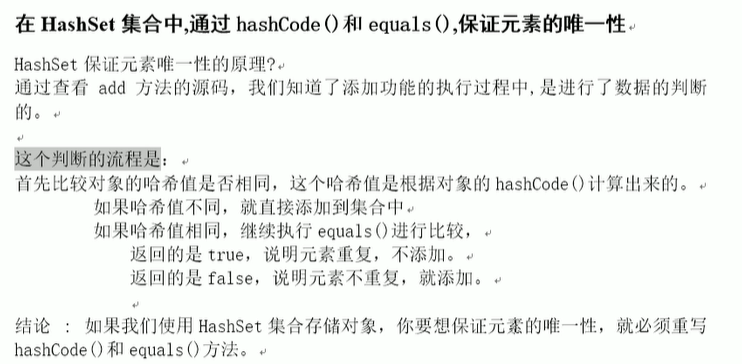 在 HashSet 集合中,通过 hashCode()和 equals(),保证元素的唯一性
HashSet 保证元素唯一性的原理?
通过查看 add 方法的源码，我们知道了添加功能的执行过程中,是进行了数据的判断
的。
这个判断的流程是：
首先比较对象的哈希值是否相同，这个哈希值是根据对象的 hashCode()计算出来的。
如果哈希值不同，就直接添加到集合中
如果哈希值相同，继续执行 equals()进行比较，
返回的是 true，说明元素重复，不添加。
返回的是 false，说明元素不重复，就添加。
结论 ： 如果我们使用 HashSet 集合存储对象，你要想保证元素的唯一性，就必须重写
hashCode()和 equals()方法。